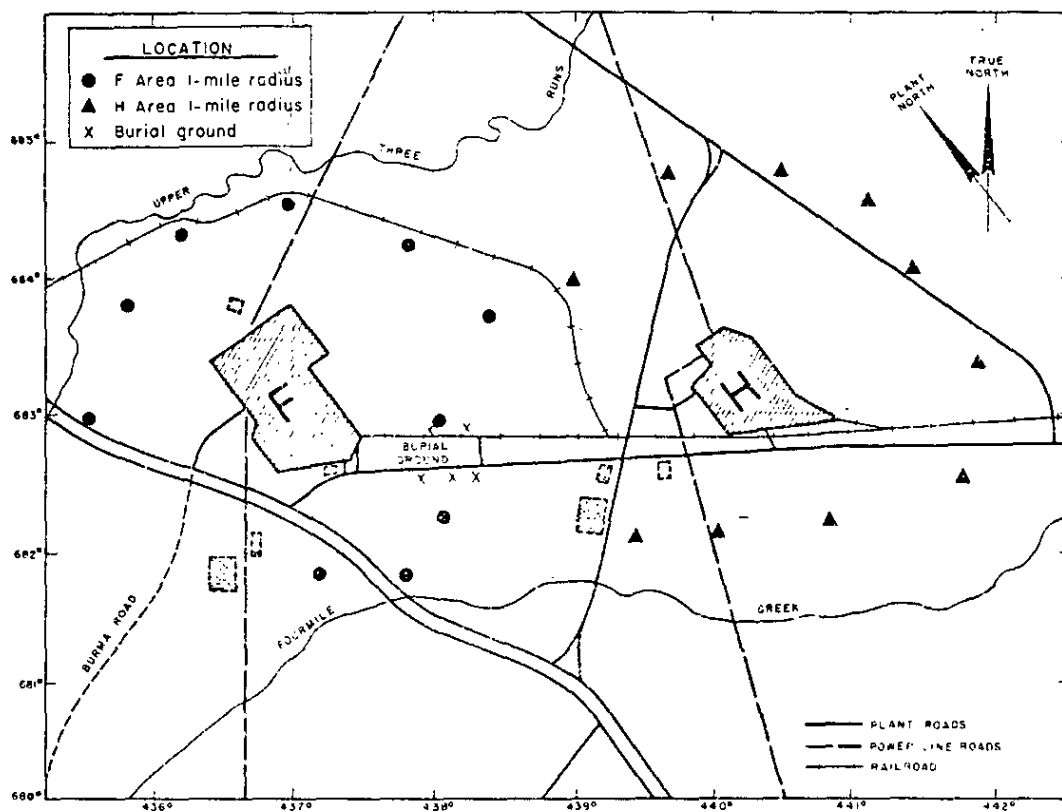 LOCATION
F Area 1-mile radius
H Area 1-mile radius
x Burial ground
TRUE
NORTH
PLANT
NORTH
RUNS
THREE
UPPER
685°
684°
683°
682°
681°
680°
F
H
BURIAL
GROUND
BURMA ROAD
FOURMILE
CREEK
PLANT ROADS
POWER LINE ROADS
RAILROAD
436°
437°
438°
439°
440°
441°
442°